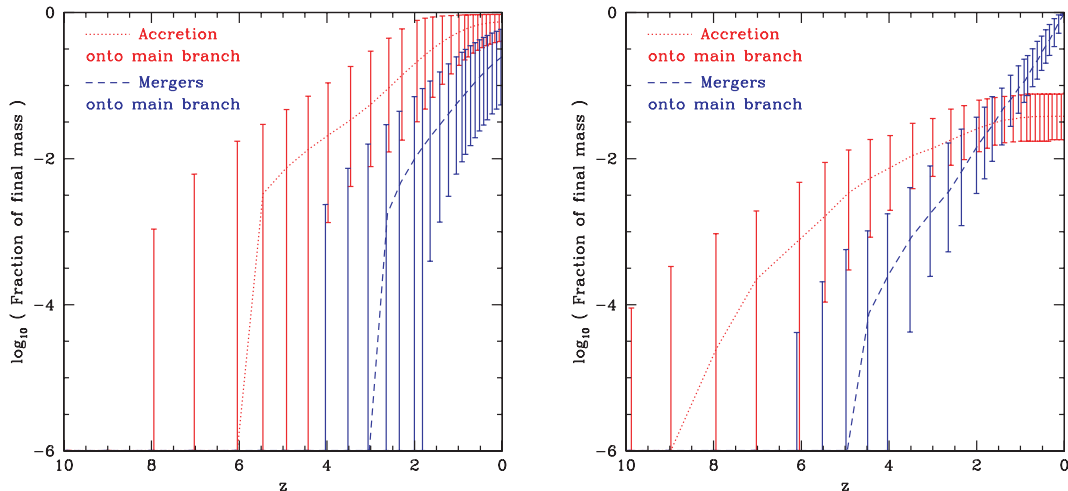 0
-2
-4
-6
log10 ( Fraction of final mass )
Accretion
onto main branch
Mergers
onto main branch
10 8 6 4 2 0
z
0
-2
-4
-6
log10 ( Fraction of final mass )
Accretion
onto main branch
Mergers
onto main branch
10 8 6 4 2 0
z